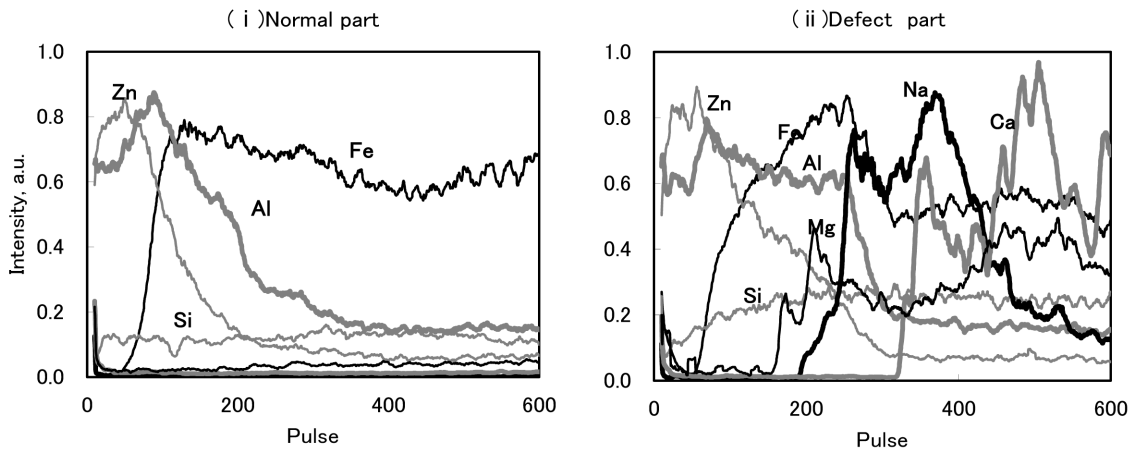 (ⅰ)Normal part
1.0
0.8
0.6
0.4
0.2
0.0
Intensity, a.u.
Zn
Fe
Al
Si
0
200
400
600
Pulse
(ⅱ)Defect part
1.0
0.8
0.6
0.4
0.2
0.0
Zn
Fe
Na
Ca
Al
Mg
Si
0
200
400
600
Pulse